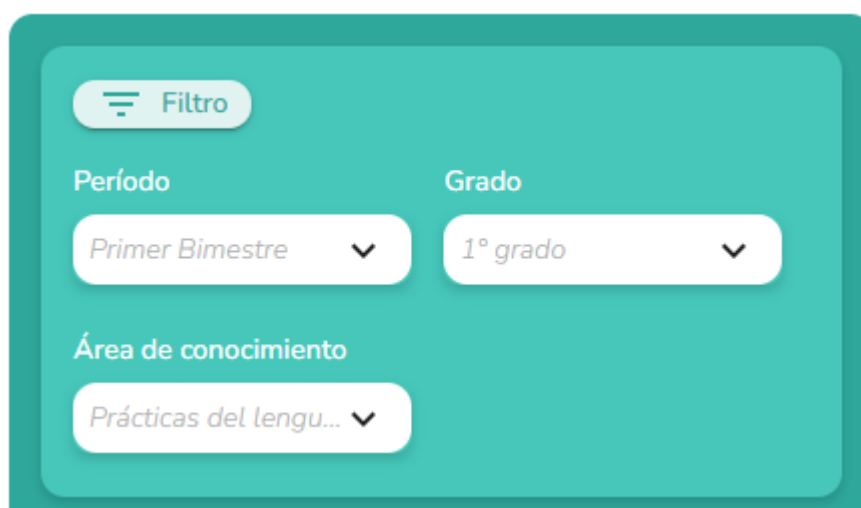 Filtro
Período
Grado
Primer Bimestre
1° grado
Área de conocimiento
Prácticas del lengu...